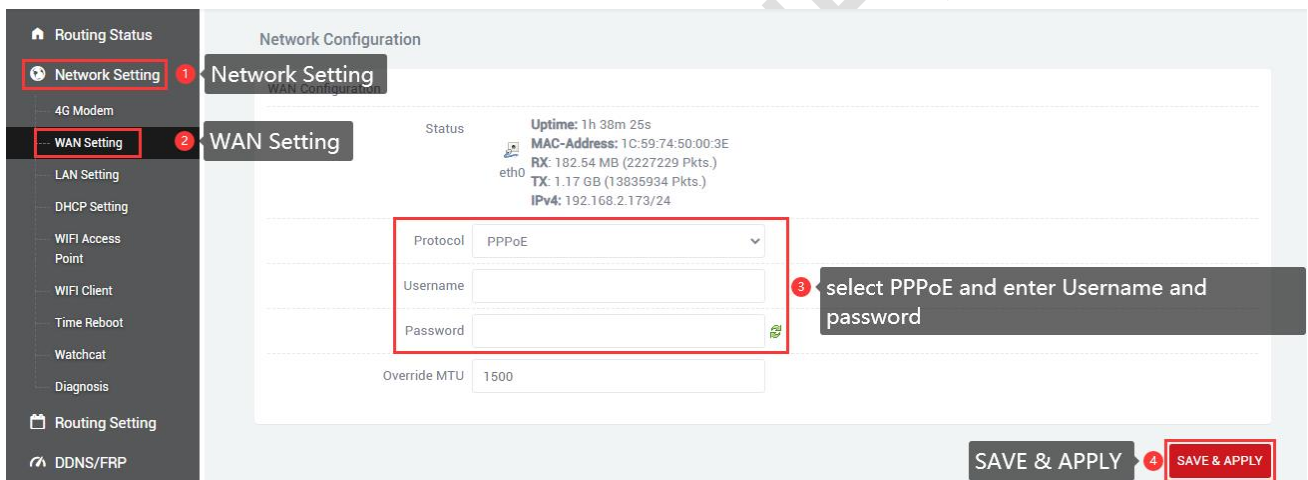 Routing Status
Network Configuration
Network Setting
1
Network Setting
WAN Configuration
4G Modem
WAN Setting
2
WAN Setting
LAN Setting
DHCP Setting
WIFI Access
Point
WIFI Client
Time Reboot
Watchcat
Diagnosis
Routing Setting
DDNS/FRP
Status
eth0
Uptime: 1h 38m 25s
MAC-Address: 1C:59:74:50:00:3E
RX: 182.54 MB (2227229 Pkts.)
TX: 1.17 GB (13835934 Pkts.)
IPv4: 192.168.2.173/24
Protocol PPPoE
Username
Password
3
select PPPoE and enter Username and
password
Override MTU 1500
SAVE & APPLY
4
SAVE & APPLY